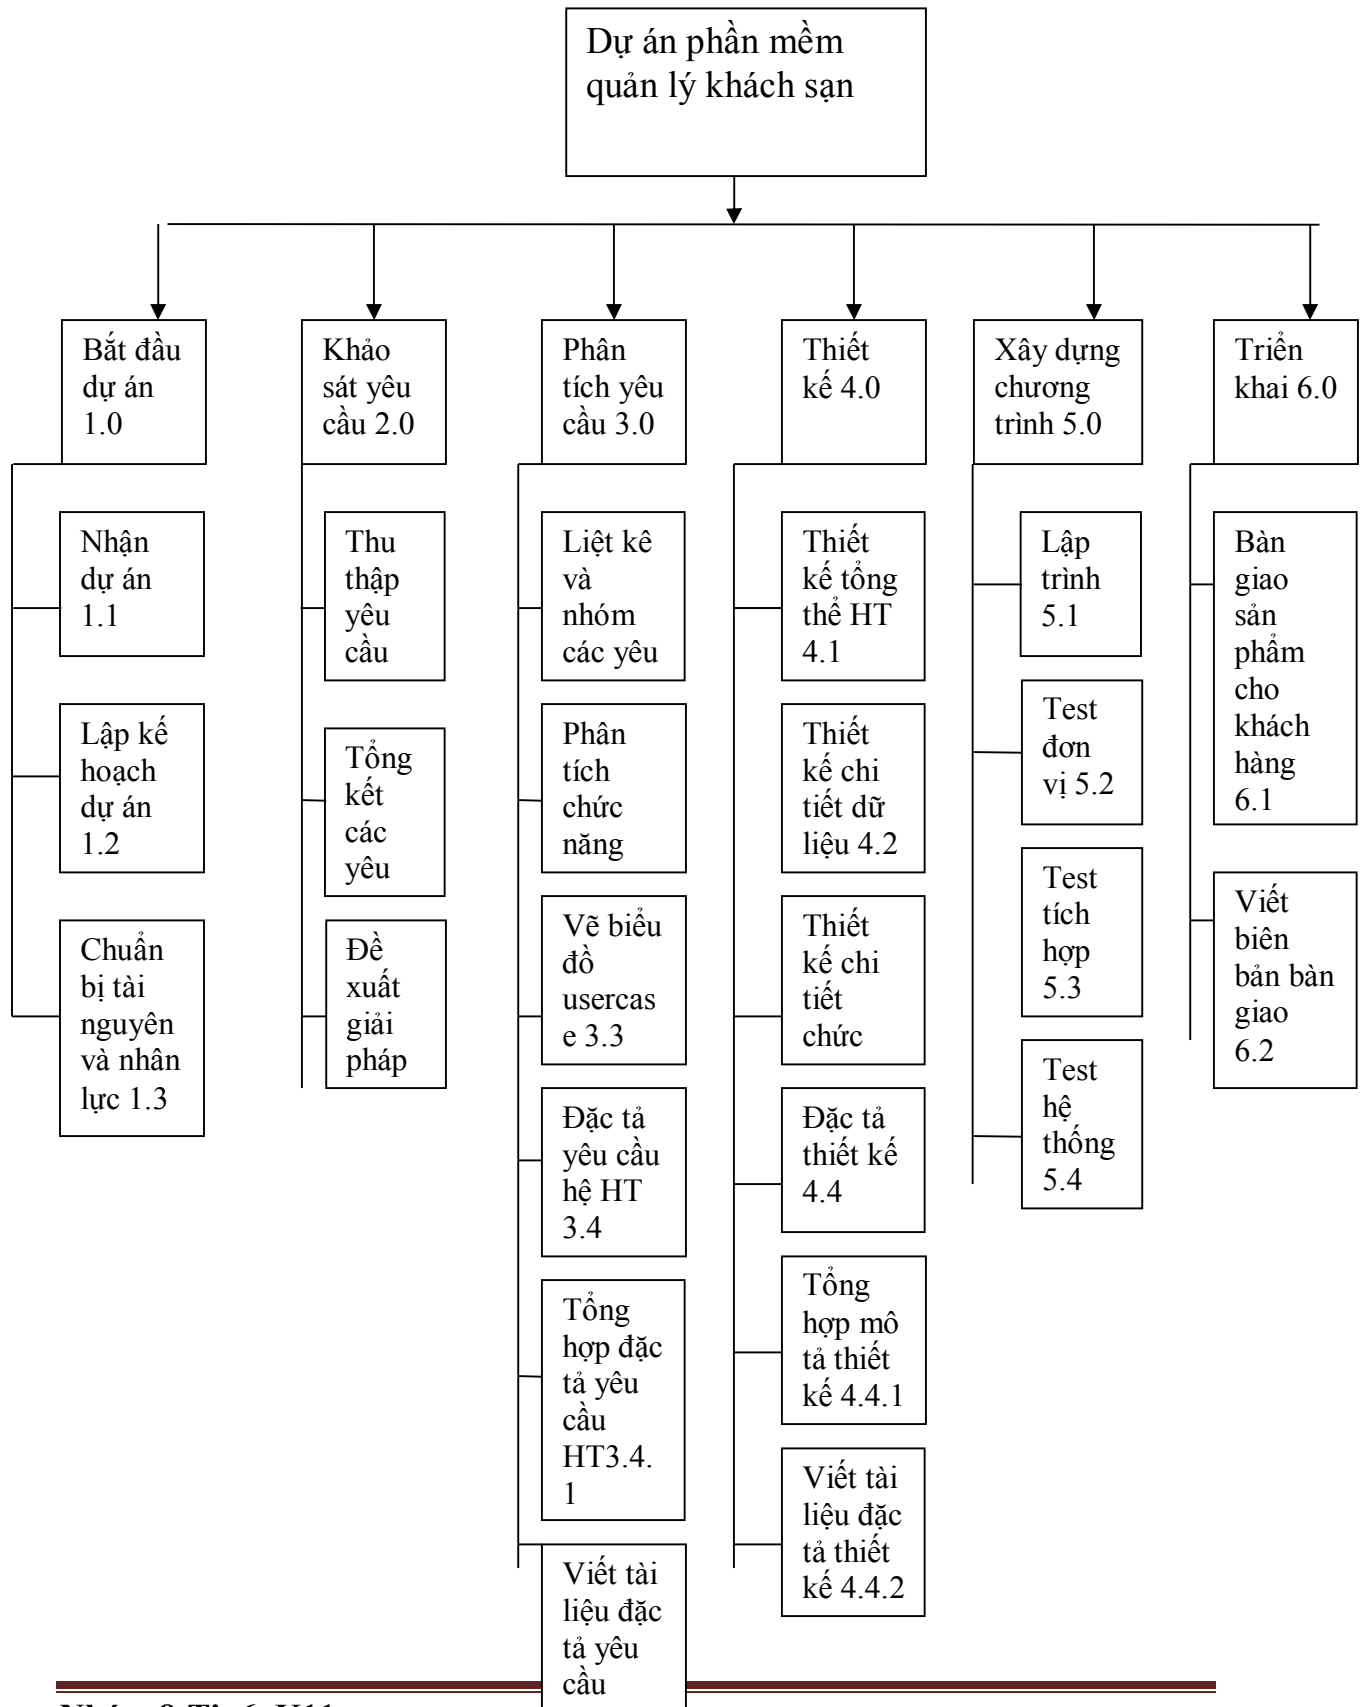 Dự án phần mềm
quản lý khách sạn
Bắt đầu
dự án
1.0
Khảo
sát yêu
cầu 2.0
Phân
tích yêu
cầu 3.0
Thiết
kế 4.0
Xây dựng
chương
trình 5.0
Triển
khai 6.0
Nhận
dự án
1.1
Lập kế
hoạch
dự án
1.2
Chuẩn
bị tài
nguyên
và nhân
lực 1.3
Thu
thập
yêu
cầu
Tổng
kết
các
yêu
Đề
xuất
giải
pháp
Liệt kê
và
nhóm
các yêu
Phân
tích
chức
năng
Vẽ biểu
đồ
usercas
e 3.3
Đặc tả
yêu cầu
hệ HT
3.4
Tổng
hợp đặc
tả yêu
cầu
HT3.4.
1
Viết tài
liệu đặc
tả yêu
cầu
Thiết
kế tổng
thể HT
4.1
Thiết
kế chi
tiết dữ
liệu 4.2
Thiết
kế chi
tiết
chức
Đặc tả
thiết kế
4.4
Tổng
hợp mô
tả thiết
kế 4.4.1
Viết tài
liệu đặc
tả thiết
kế 4.4.2
Lập
trình
5.1
Test
đơn
vị 5.2
Test
tích
hợp
5.3
Test
hệ
thống
5.4
Bàn
giao
sản
phẩm
cho
khách
hàng
6.1
Viết
biên
bản bàn
giao
6.2